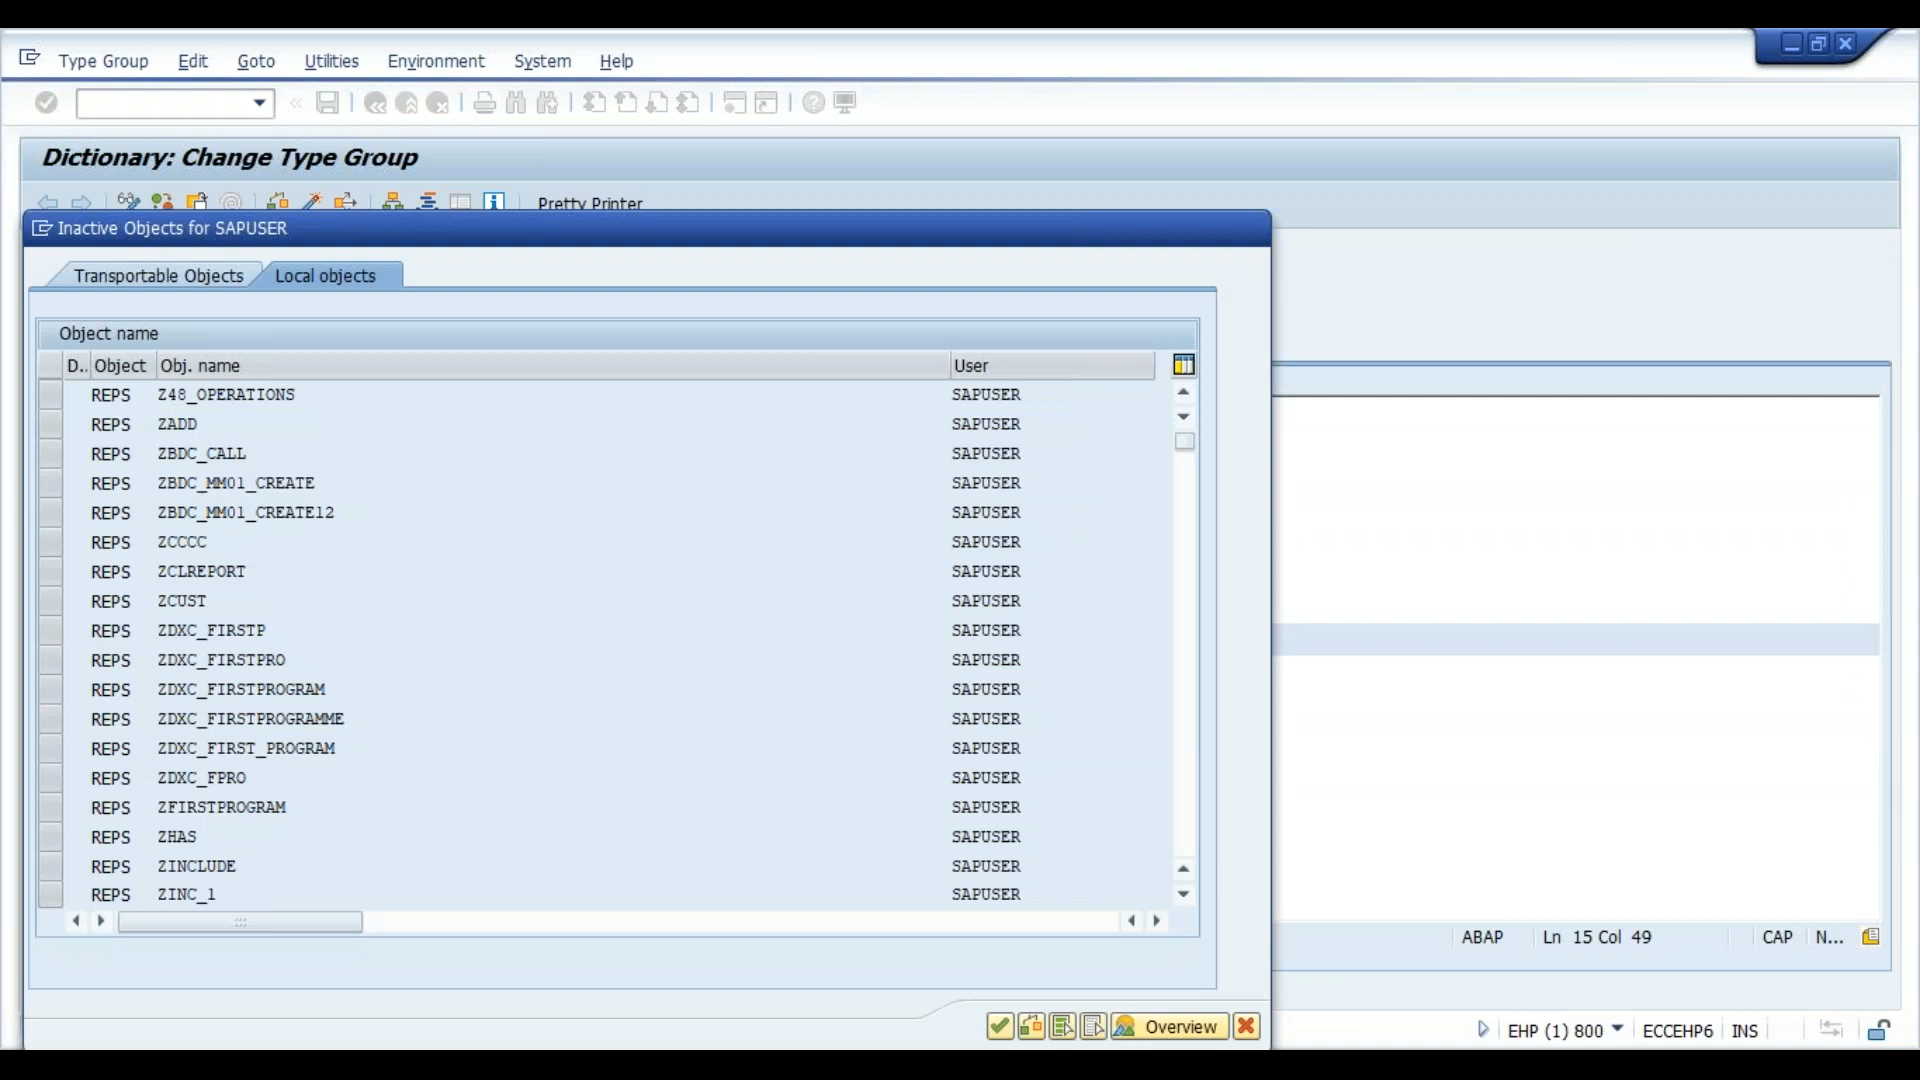 Type Group Edit Goto Utilities Environment System Help
Dictionary: Change Type Group
Pretty Printer
Inactive Objects for SAPUSER
Transportable Objects Local objects
Object name
D.. Object Obj. name User
REPS Z48_OPERATIONS SAPUSER
REPS ZADD SAPUSER
REPS ZBDC_CALL SAPUSER
REPS ZBDC_MM01_CREATE SAPUSER
REPS ZBDC_MM01_CREATE12 SAPUSER
REPS ZCCCC SAPUSER
REPS ZCLREPORT SAPUSER
REPS ZCUST SAPUSER
REPS ZDXC_FIRSTP SAPUSER
REPS ZDXC_FIRSTPRO SAPUSER
REPS ZDXC_FIRSTPROGRAM SAPUSER
REPS ZDXC_FIRSTPROGRAMME SAPUSER
REPS ZDXC_FIRST_PROGRAM SAPUSER
REPS ZDXC_FPRO SAPUSER
REPS ZFIRSTPROGRAM SAPUSER
REPS ZHAS SAPUSER
REPS ZINCLUDE SAPUSER
REPS ZINC_1 SAPUSER
ABAP Ln 15 Col 49 CAP N...
Overview
EHP (1) 800 ECCEHP6 INS